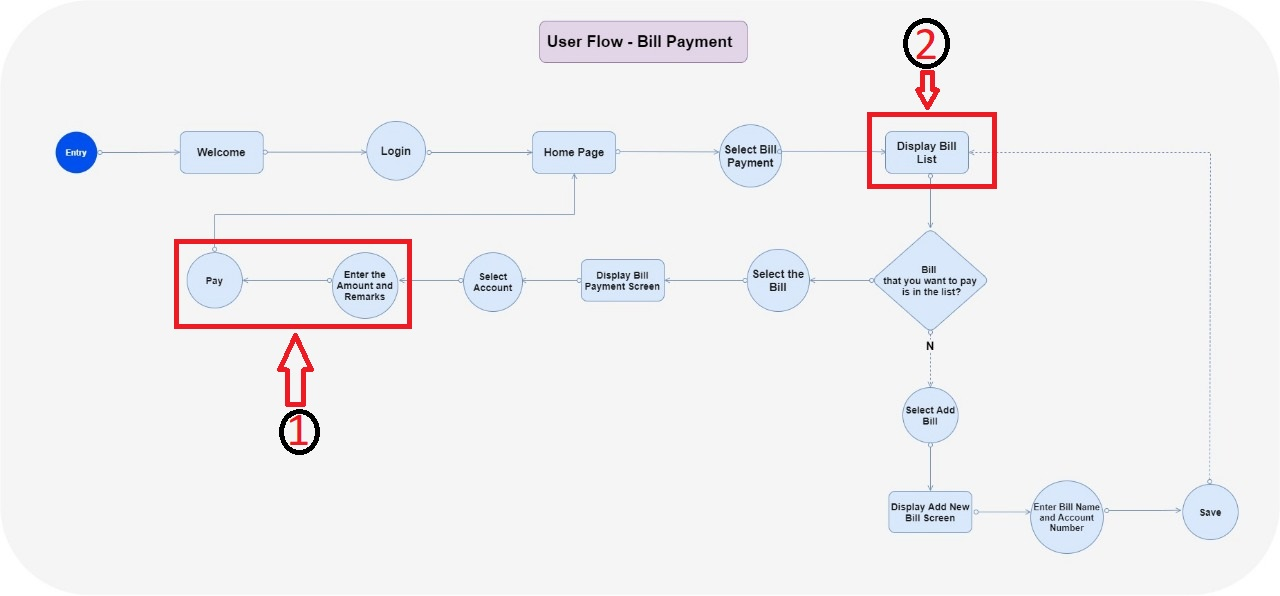 User Flow - Bill Payment
2
Entry
Welcome
Login
Home Page
Select Bill
Payment
Display Bill
List
Pay
Enter the
Amount and
Remarks
Select
Account
Display Bill
Payment Screen
Select the
Bill
Bill
that you want to pay
is in the list?
N
1
Select Add
Bill
Display Add New
Bill Screen
Enter Bill Name
and Account
Number
Save